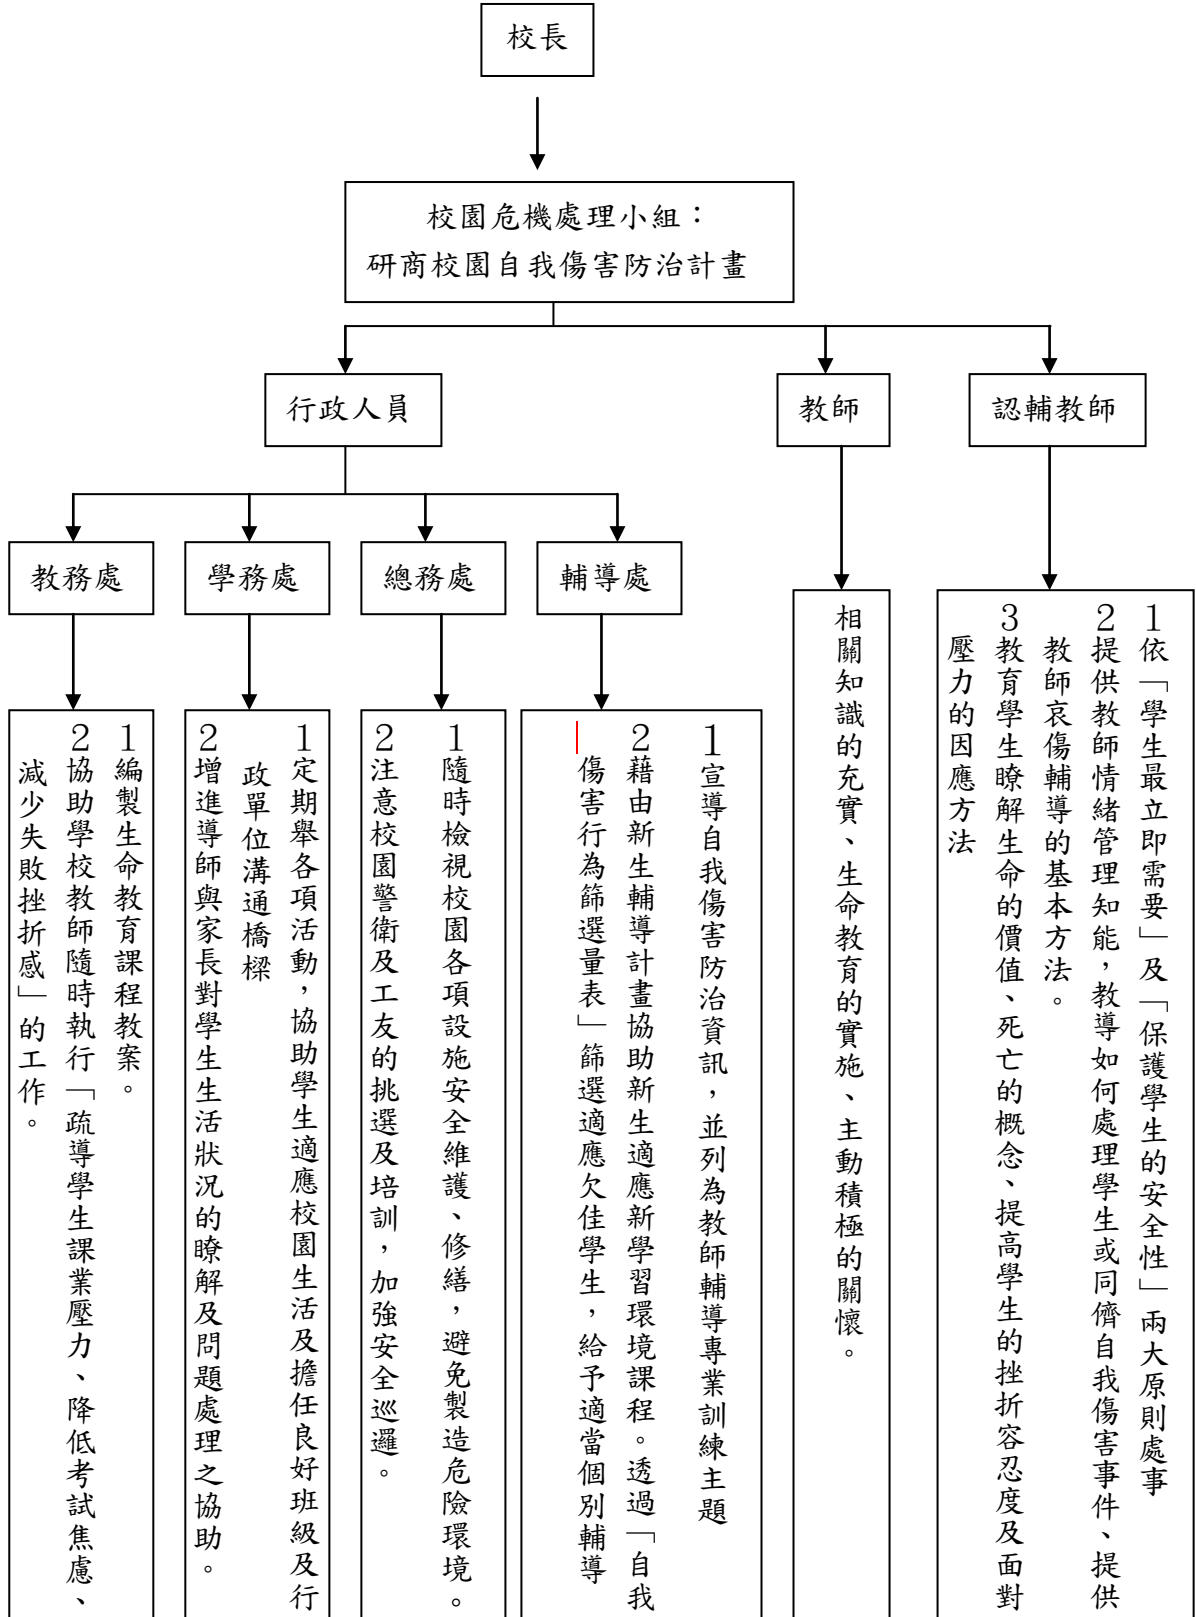 校長
校園危機處理小組：
研商校園自我傷害防治計畫
行政人員
教師
認輔教師
教務處
學務處
總務處
輔導處
1編製生命教育課程教案。
2協助學校教師隨時執行「疏導學生課業壓力、降低考試焦慮、
減少失敗挫折感」的工作。
1定期舉各項活動，協助學生適應校園生活及擔任良好班級及行
政單位溝通橋樑
2增進導師與家長對學生生活狀況的瞭解及問題處理之協助。
1隨時檢視校園各項設施安全維護、修繕，避免製造危險環境。
2注意校園警衛及工友的挑選及培訓，加強安全巡邏。
1宣導自我傷害防治資訊，並列為教師輔導專業訓練主題
2藉由新生輔導計畫協助新生適應新學習環境課程。透過「自我
傷害行為篩選量表」篩選適應欠佳學生，給予適當個別輔導
相關知識的充實、生命教育的實施、主動積極的關懷。
1依「學生最立即需要」及「保護學生的安全性」兩大原則處事
2提供教師情緒管理知能，教導如何處理學生或同儕自我傷害事件、提供
教師哀傷輔導的基本方法。
3教育學生瞭解生命的價值、死亡的概念、提高學生的挫折容忍度及面對
壓力的因應方法